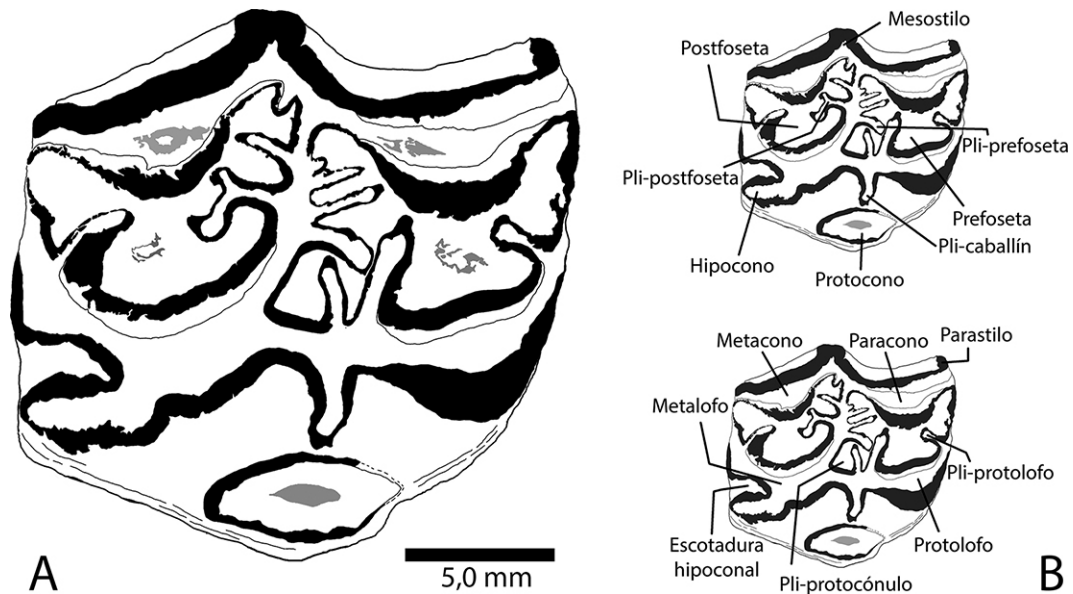 A
5,0 mm
Mesostilo
Postfoseta
Pli-prefoseta
Pli-postfoseta
Prefoseta
Pli-caballín
Hipocono
Protocono
Metacono
Paracono
Parastilo
Metalofo
Pli-protolofo
Protolofo
Escotadura
hipoconal
Pli-protocónulo
B